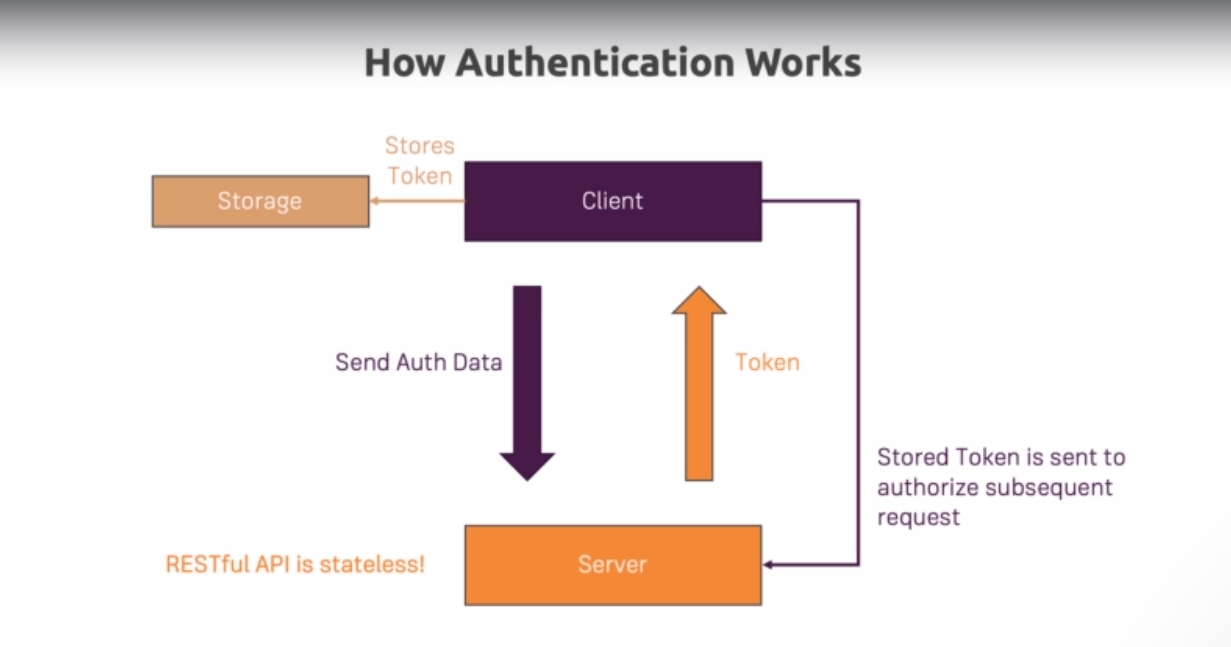 How Authentication Works
Stores
Token
Storage
Client
Send Auth Data
Token
Stored Token is sent to
authorize subsequent
request
RESTful API is stateless!
Server